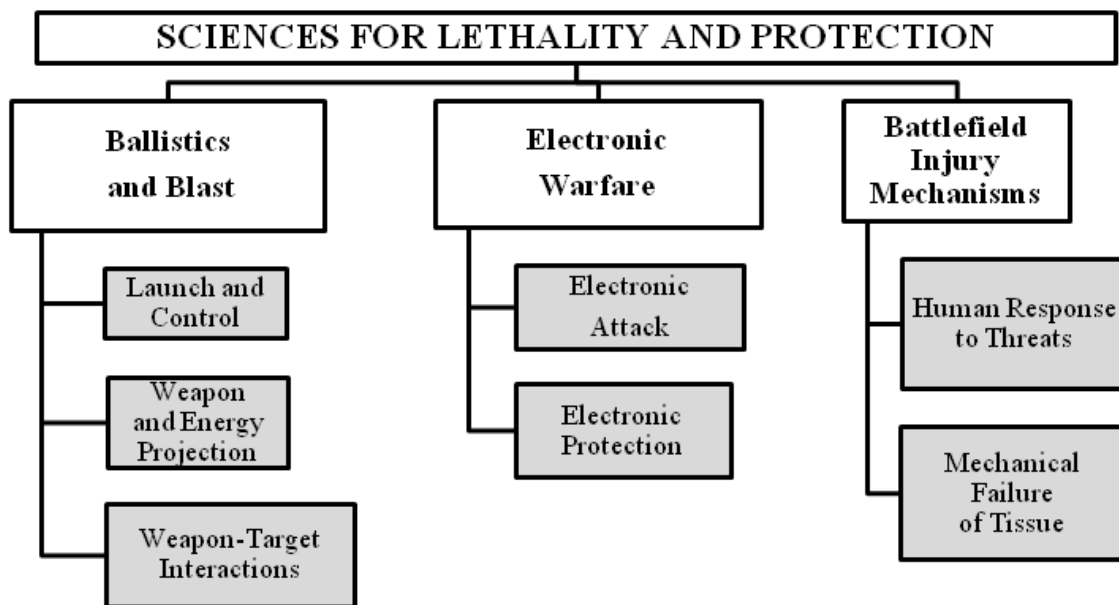 SCIENCES FOR LETHALITY AND PROTECTION
Ballistics
and Blast
Launch and
Control
Weapon
and Energy
Projection
Weapon-Target
Interactions
Electronic
Warfare
Electronic
Attack
Electronic
Protection
Battlefield
Injury
Mechanisms
Human Response
to Threats
Mechanical
Failure
of Tissue